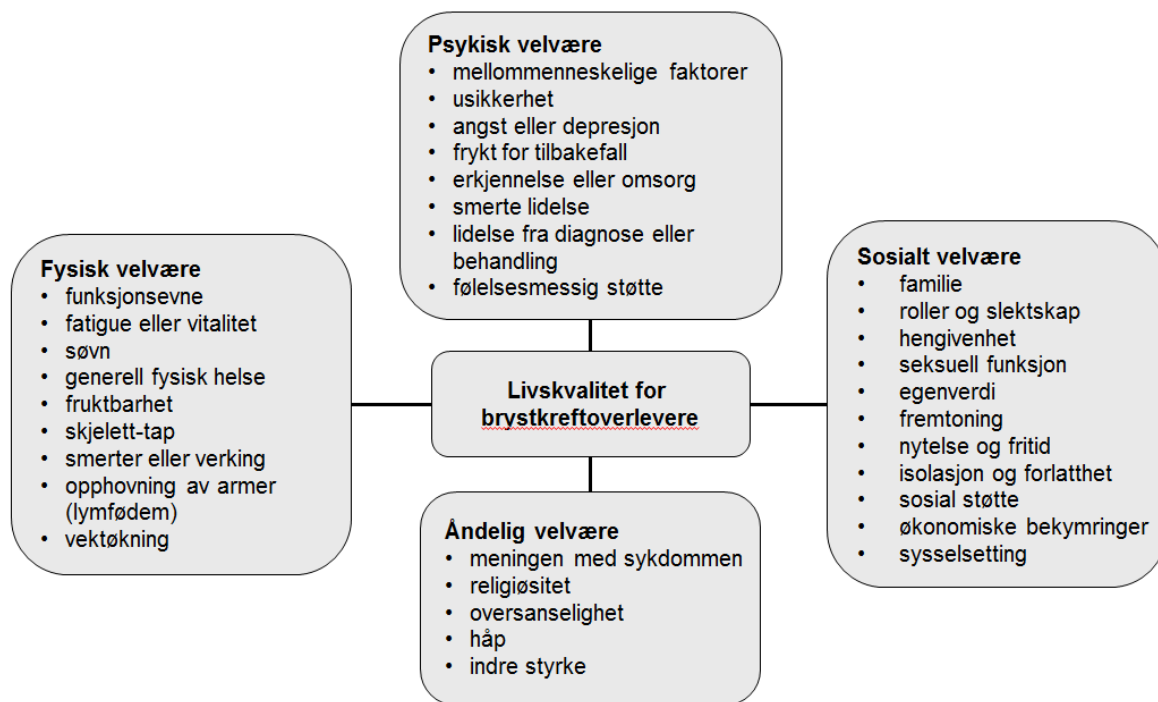 Psykisk velvære
• mellommenneskelige faktorer
• usikkerhet
• angst eller depresjon
• frykt for tilbakefall
• erkjennelse eller omsorg
• smerte lidelse
• lidelse fra diagnose eller
behandling
• følelsesmessig støtte
Fysisk velvære
• funksjonsevne
• fatigue eller vitalitet
• søvn
• generell fysisk helse
• fruktbarhet
• skjelett-tap
• smerter eller verking
• opphovning av armer
(lymfødem)
• vektøkning
Livskvalitet for
brystkreftoverlevere
Sosialt velvære
• familie
• roller og slektskap
• hengivenhet
• seksuell funksjon
• egenverdi
• fremtoning
• nytelse og fritid
• isolasjon og forlatthet
• sosial støtte
• økonomiske bekymringer
• sysselsetting
Åndelig velvære
• meningen med sykdommen
• religiøsitet
• oversanselighet
• håp
• indre styrke